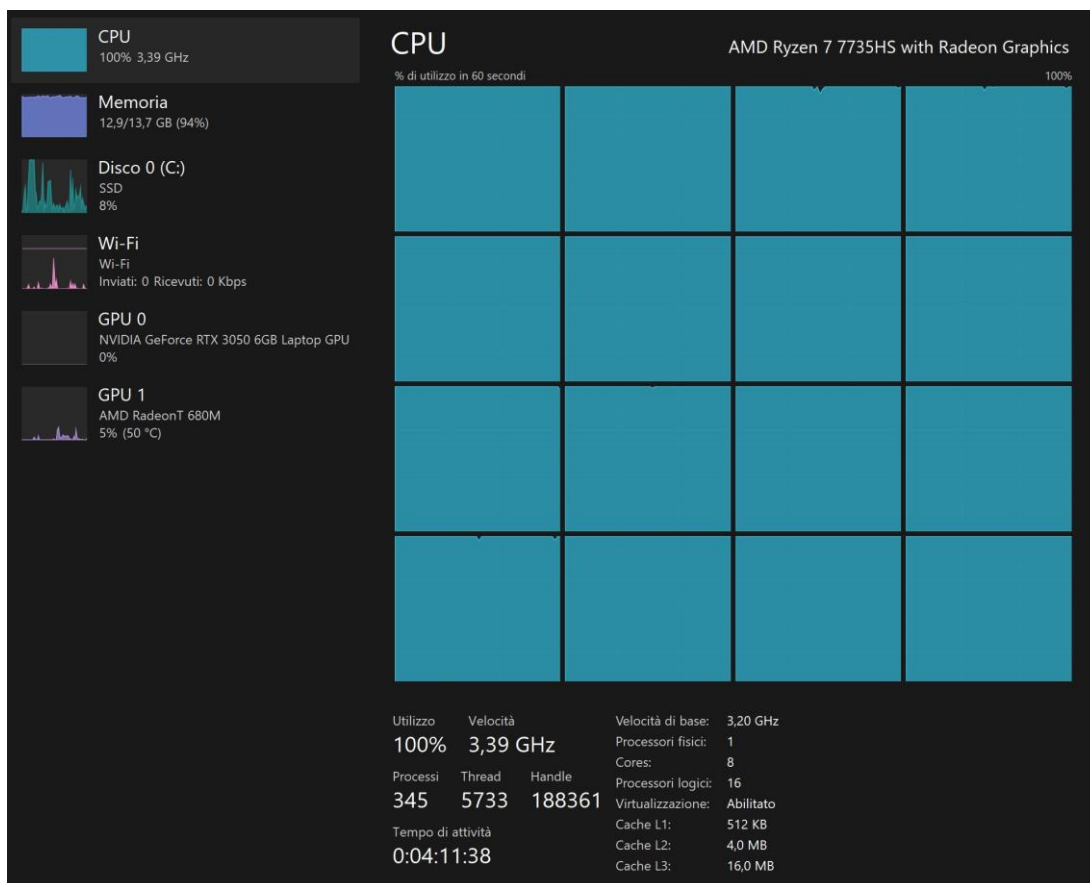 CPU
100% 3,39 GHz
Memoria
12,9/13,7 GB (94%)
Disco 0 (C:)
SSD
8%
Wi-Fi
Wi-Fi
Inviati: 0 Ricevuti: 0 Kbps
GPU 0
NVIDIA GeForce RTX 3050 6GB Laptop GPU
0%
GPU 1
AMD RadeonT 680M
5% (50 °C)
CPU
AMD Ryzen 7 7735HS with Radeon Graphics
% di utilizzo in 60 secondi
100%
Utilizzo Velocità
100% 3,39 GHz
Processi Thread Handle
345 5733 188361
Tempo di attività
0:04:11:38
Velocità di base: 3,20 GHz
Processori fisici: 1
Cores: 8
Processori logici: 16
Virtualizzazione: Abilitato
Cache L1: 512 KB
Cache L2: 4,0 MB
Cache L3: 16,0 MB